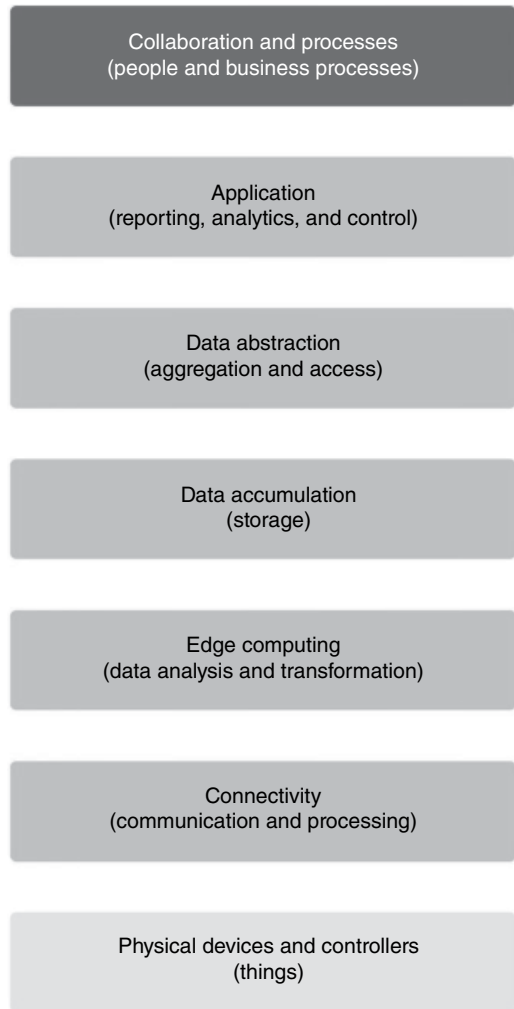 Collaboration and processes
(people and business processes)
Application
(reporting, analytics, and control)
Data abstraction
(aggregation and access)
Data accumulation
(storage)
Edge computing
(data analysis and transformation)
Connectivity
(communication and processing)
Physical devices and controllers
(things)